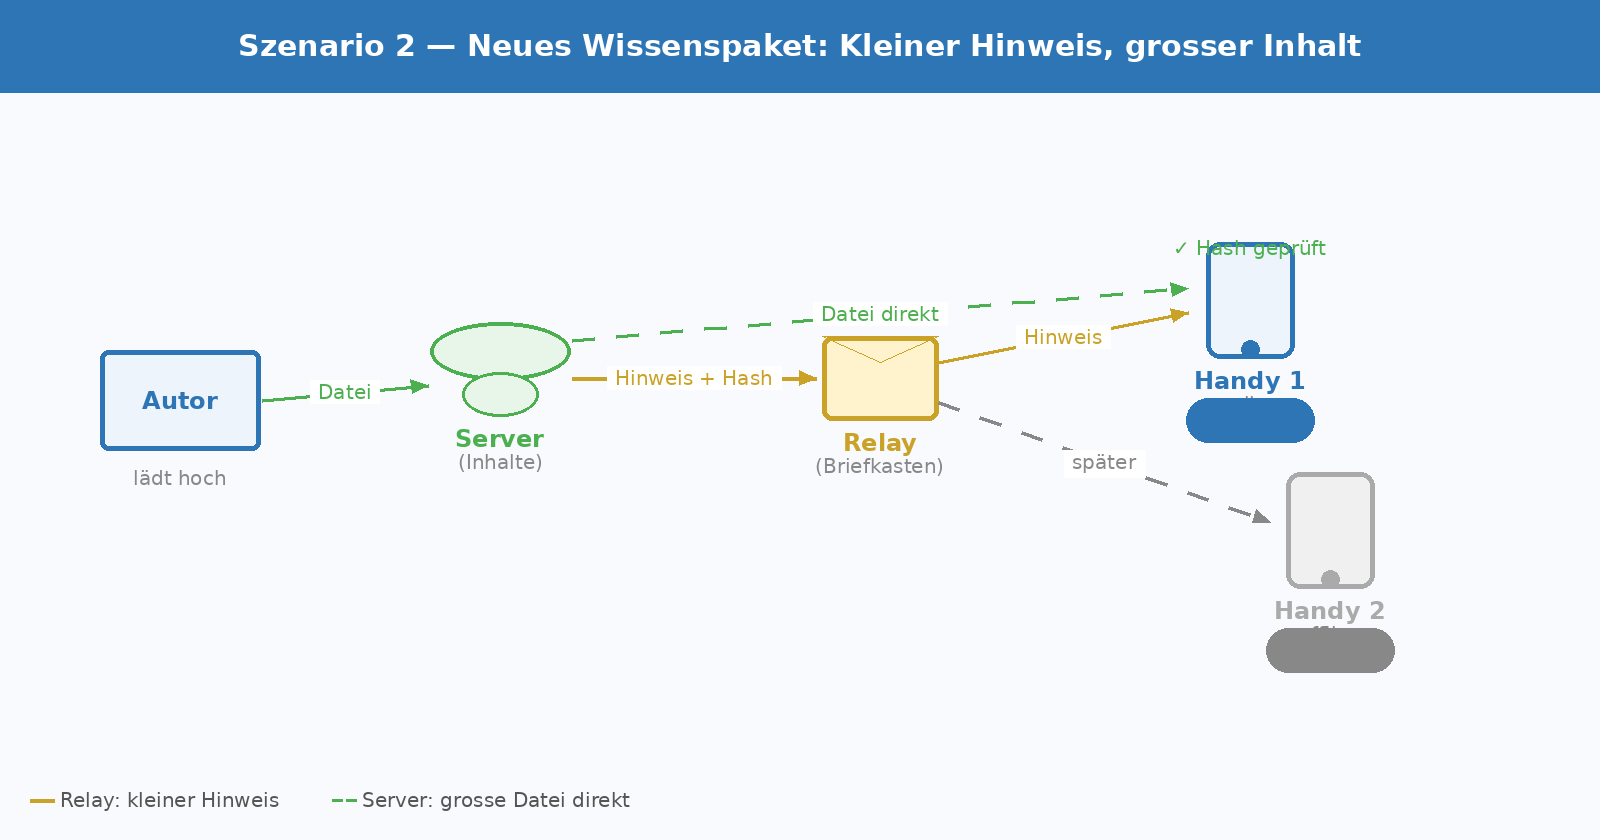 Szenario 2 — Neues Wissenspaket: Kleiner Hinweis, grosser Inhalt
✓ Hash geprüft
Datei direkt
Hinweis
Autor
Datei
Hinweis + Hash
Handy 1
Server
(Inhalte)
Relay
(Briefkasten)
später
lädt hoch
Handy 2
Relay: kleiner Hinweis
Server: grosse Datei direkt